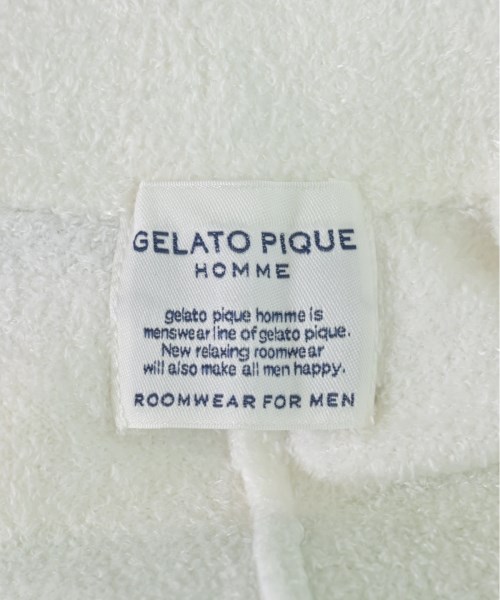 GELATO PIQUE
HOMME
gelato pique homme is
menswear line of gelato pique.
New relaxing roomwear
will also make all men happy.
ROOMWEAR FOR MEN